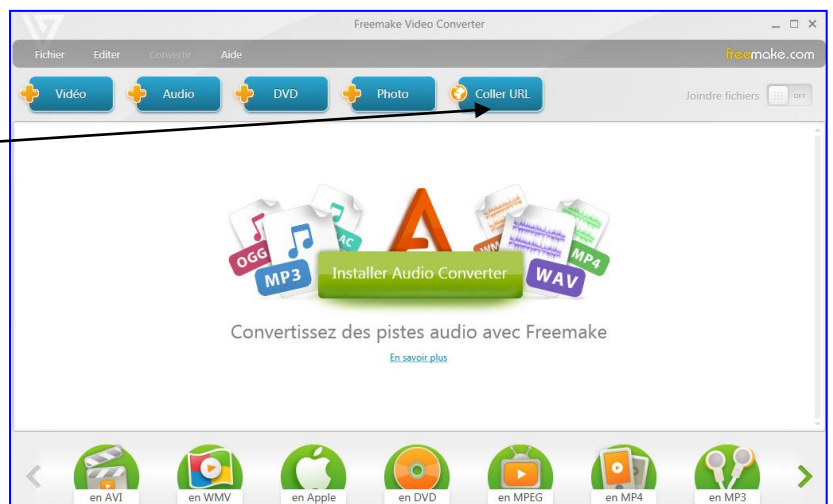 Freemake Video Converter
Fichier Editer Convertir Aide freemake.com
Vidéo Audio DVD Photo Coller URL Joindre fichiers OFF
OGG MP3 AC WM WAV MP4
Installer Audio Converter
Convertissez des pistes audio avec Freemake
En savoir plus
en AVI en WMV en Apple en DVD en MPEG en MP4 en MP3